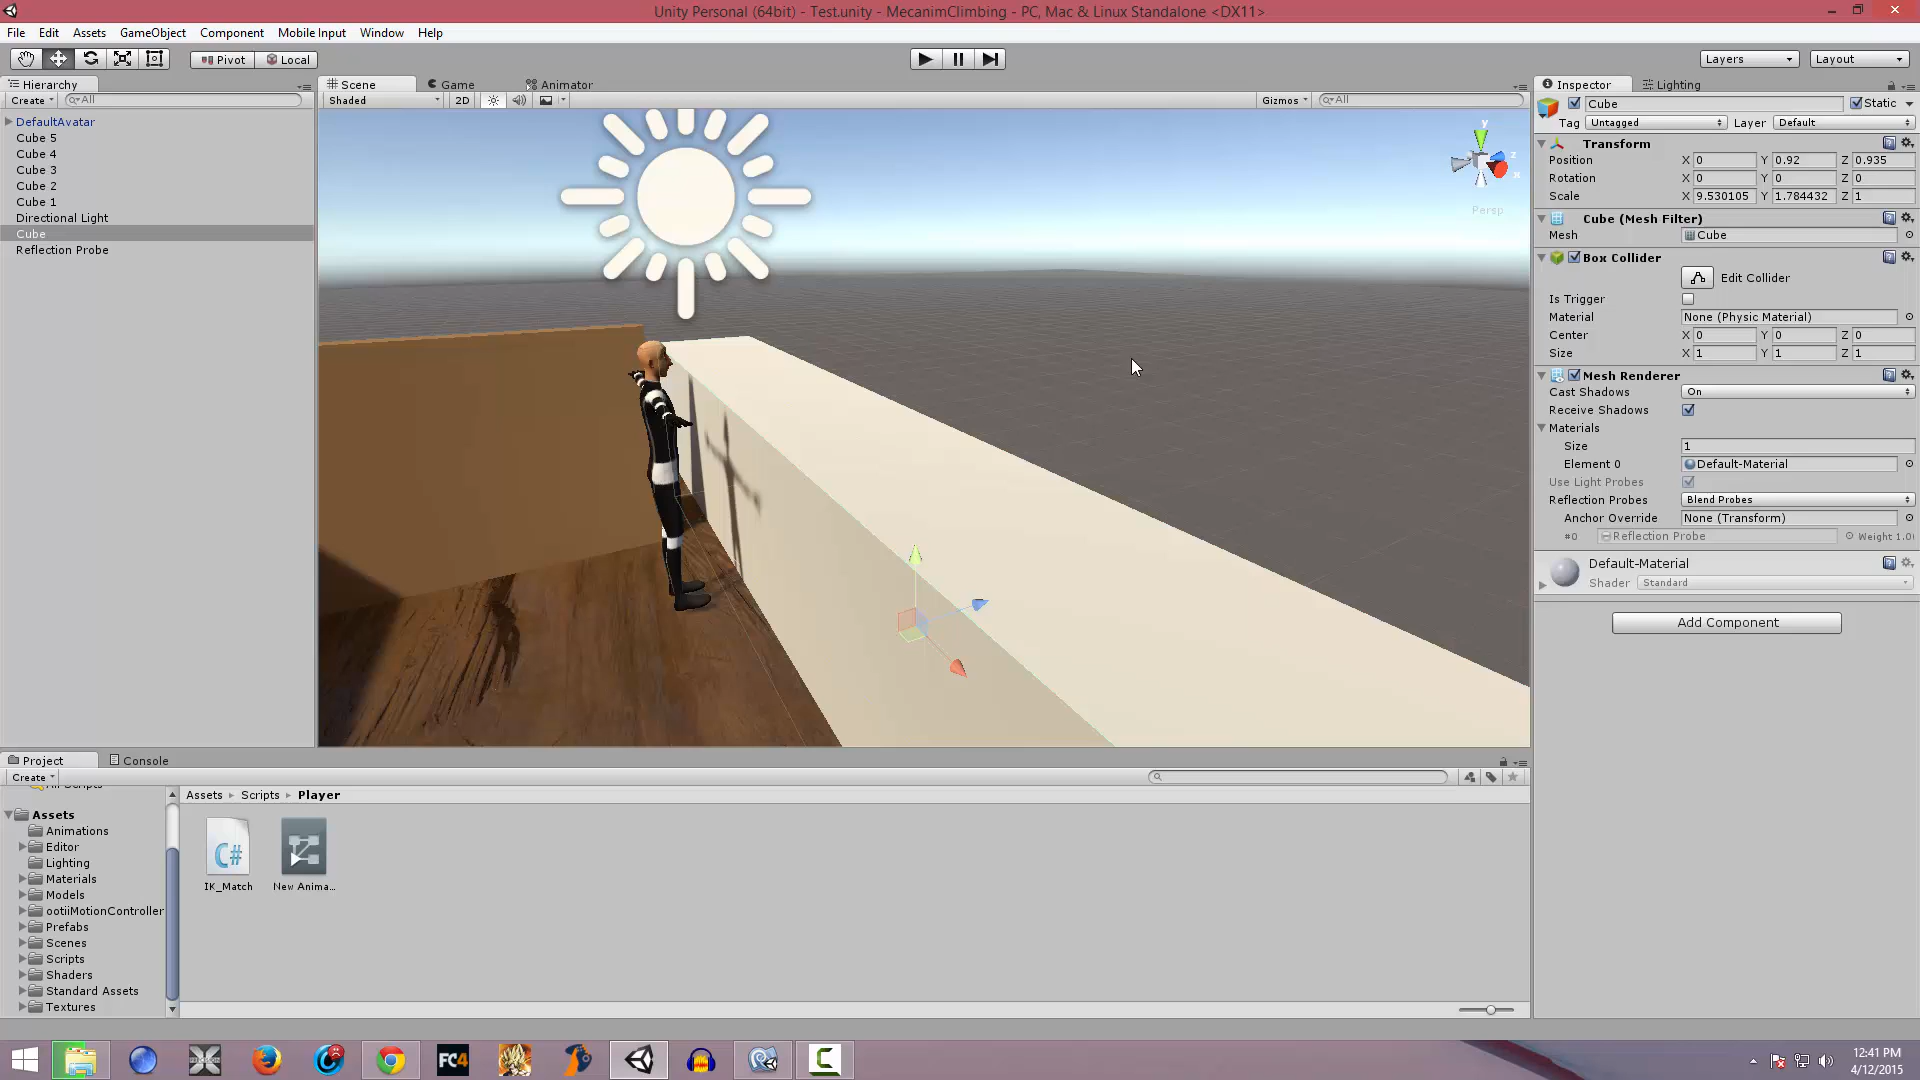 Unity Personal (64bit) - Test.unity - MecanimClimbing - PC, Mac & Linux Standalone <DX11>
File Edit Assets GameObject Component Mobile Input Window Help
Pivot Local Layers Layout
Hierarchy
Create All
DefaultAvatar
Cube 5
Cube 4
Cube 3
Cube 2
Cube 1
Directional Light
Cube
Reflection Probe
Scene Game Animator
Shaded 2D Gizmos All
y
z
x
Persp
Inspector Lighting
Cube Static
Tag Untagged Layer Default
Transform
Position X 0 Y 0.92 Z 0.935
Rotation X 0 Y 0 Z 0
Scale X 9.530105 Y 1.784432 Z 1
Cube (Mesh Filter)
Mesh Cube
Box Collider
Edit Collider
Is Trigger
Material None (Physic Material)
Center X 0 Y 0 Z 0
Size X 1 Y 1 Z 1
Mesh Renderer
Cast Shadows On
Receive Shadows
Materials
Size 1
Element 0 Default-Material
Use Light Probes
Reflection Probes Blend Probes
Anchor Override None (Transform)
#0 Reflection Probe Weight 1.0
Default-Material
Shader Standard
Add Component
Project Console
Create
Assets
Animations
Editor
Lighting
Materials
Models
ootiiMotionController
Prefabs
Scenes
Scripts
Shaders
Standard Assets
Textures
Assets Scripts Player
C#
IK_Match New Anima...
FC4
C
12:41 PM
4/12/2015